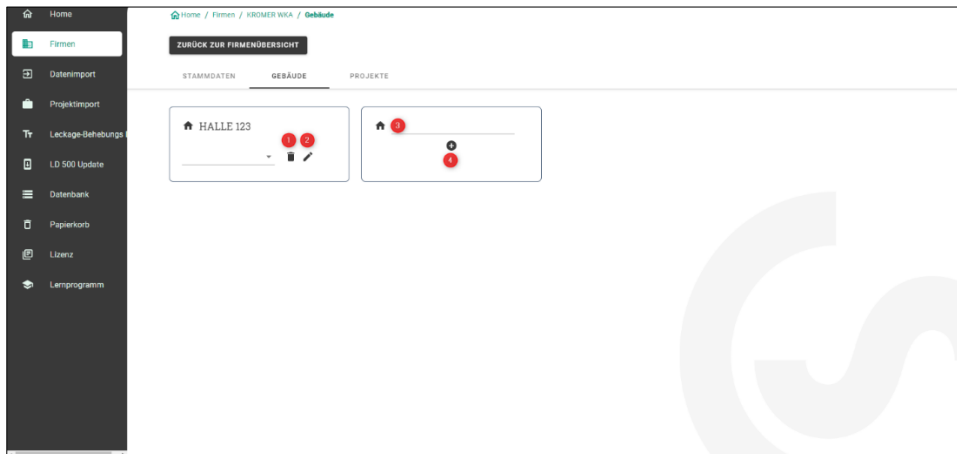 Home
Firmen
Datenimport
Projektimport
Leckage-Behebungs
LD 500 Update
Datenbank
Papierkorb
Lizenz
Lernprogramm
Home / Firmen / KROMER WKA / Gebäude
ZURÜCK ZUR FIRMENÜBERSICHT
STAMMDATEN GEBÄUDE PROJEKTE
HALLE 123
1 2
3
4